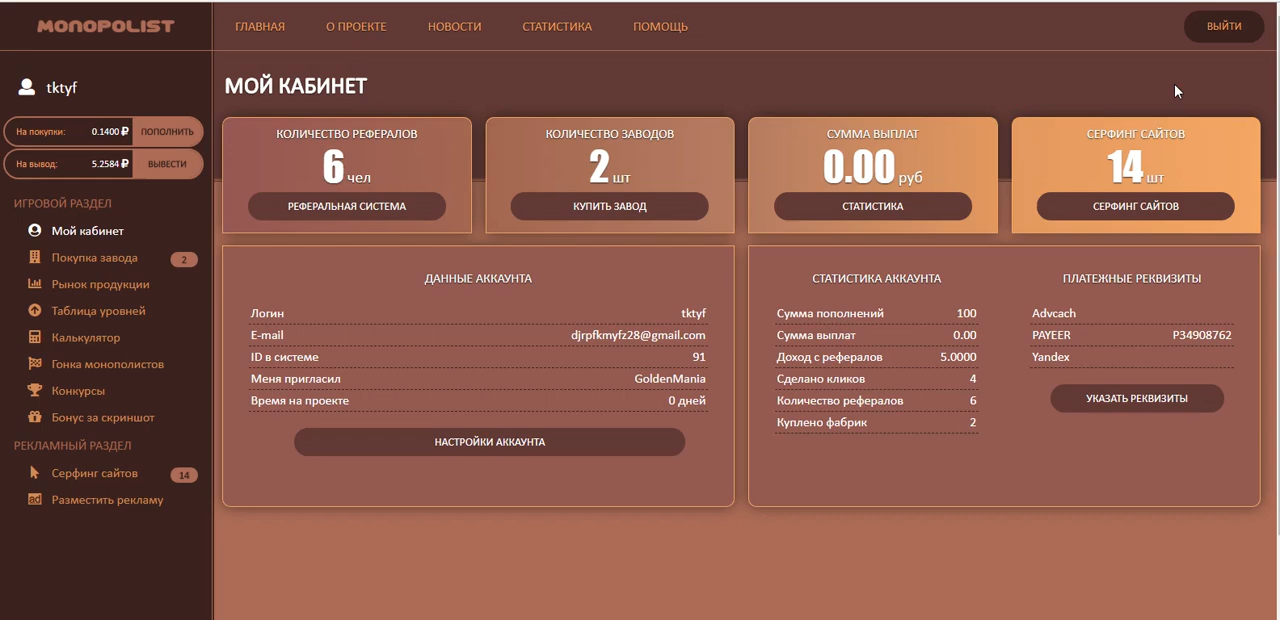 MONOPOLIST
ГЛАВНАЯ О ПРОЕКТЕ НОВОСТИ СТАТИСТИКА ПОМОЩЬ
ВЫЙТИ
tktyf
На покупки: 0.1400 ₽ ПОПОЛНИТЬ
На вывод: 5.2584 ₽ ВЫВЕСТИ
ИГРОВОЙ РАЗДЕЛ
Мой кабинет
Покупка завода 2
Рынок продукции
Таблица уровней
Калькулятор
Гонка монополистов
Конкурсы
Бонус за скриншот
РЕКЛАМНЫЙ РАЗДЕЛ
Серфинг сайтов 14
ad Разместить рекламу
МОЙ КАБИНЕТ
КОЛИЧЕСТВО РЕФЕРАЛОВ
6 чел
РЕФЕРАЛЬНАЯ СИСТЕМА
КОЛИЧЕСТВО ЗАВОДОВ
2 шт
КУПИТЬ ЗАВОД
СУММА ВЫПЛАТ
0.00 руб
СТАТИСТИКА
СЕРФИНГ САЙТОВ
14 шт
СЕРФИНГ САЙТОВ
ДАННЫЕ АККАУНТА
Логин tktyf
E-mail djrpfkmyfz28@gmail.com
ID в системе 91
Меня пригласил GoldenMania
Время на проекте 0 дней
НАСТРОЙКИ АККАУНТА
СТАТИСТИКА АККАУНТА
Сумма пополнений 100
Сумма выплат 0.00
Доход с рефералов 5.0000
Сделано кликов 4
Количество рефералов 6
Куплено фабрик 2
ПЛАТЕЖНЫЕ РЕКВИЗИТЫ
Advcach
PAYEER P34908762
Yandex
УКАЗАТЬ РЕКВИЗИТЫ